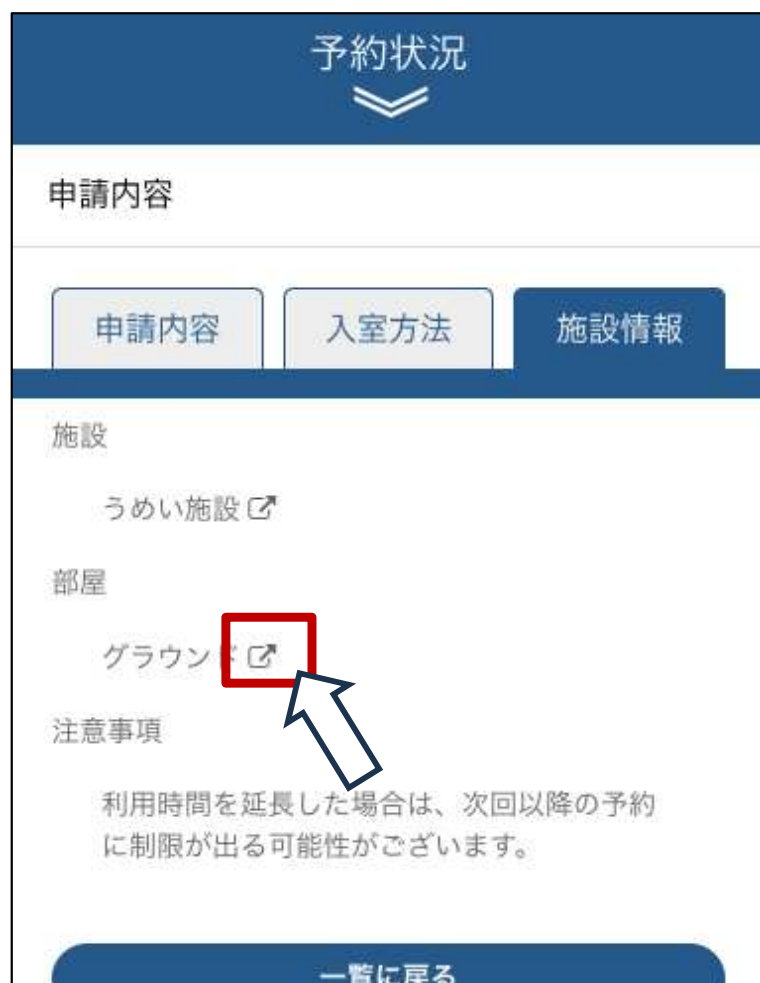 予約状況
申請内容
申請内容 入室方法 施設情報
施設
うめい施設
部屋
グラウンド
注意事項
利用時間を延長した場合は、次回以降の予約
に制限が出る可能性がございます。
一覧に戻る